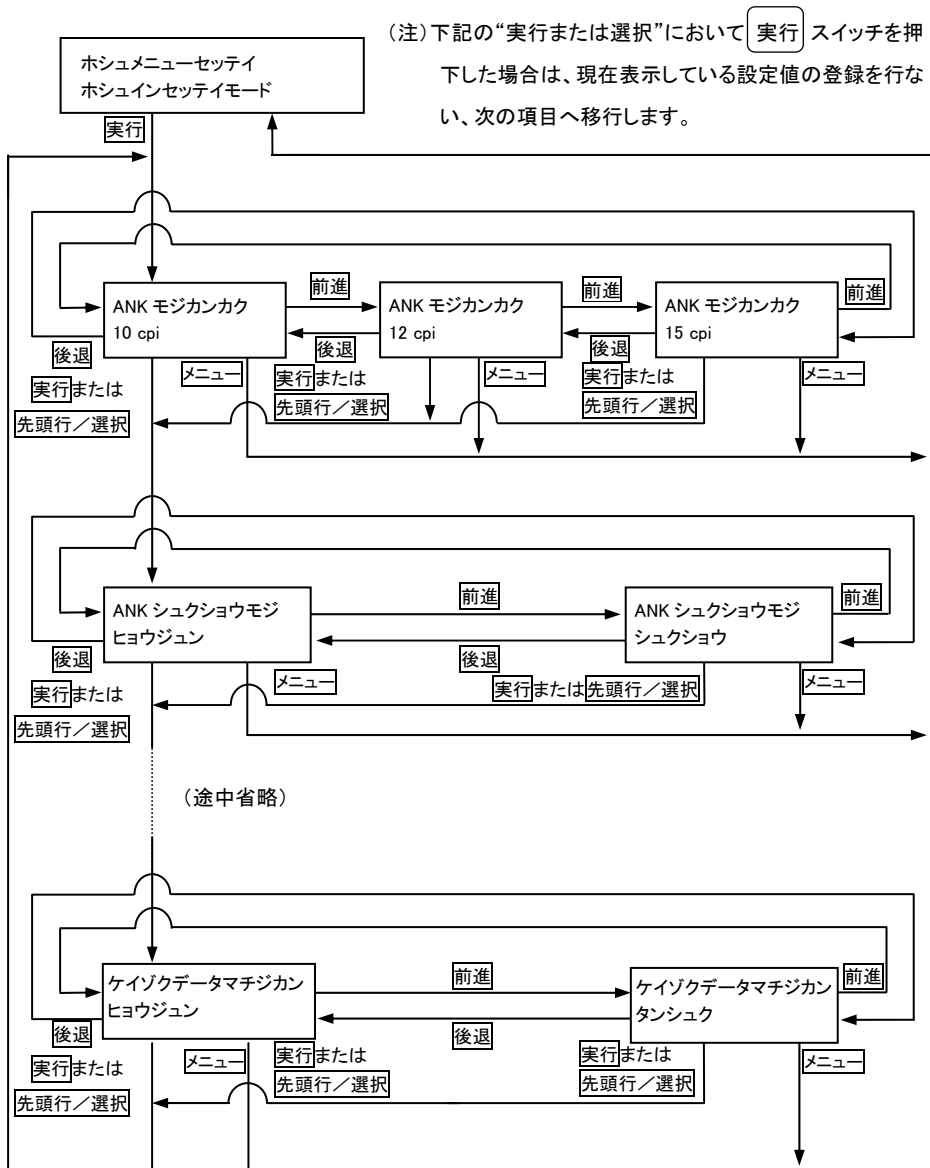 (注)下記の“実行または選択”において 実行 スイッチを押
下した場合は、現在表示している設定値の登録を行な
い、次の項目へ移行します。
ホシュメニューセッテイ
ホシュインセッテイモード
実行
ANK モジカンカク
10 cpi
前進
ANK モジカンカク
12 cpi
前進
ANK モジカンカク
15 cpi
前進
後退
後退
後退
実行または
先頭行/選択
メニュー
実行または
先頭行/選択
メニュー
実行または
先頭行/選択
メニュー
ANK シュクショウモジ
ヒョウジュン
前進
ANK シュクショウモジ
シュクショウ
前進
後退
後退
実行または
先頭行/選択
メニュー
実行または先頭行/選択
メニュー
(途中省略)
ケイゾクデータマチジカン
ヒョウジュン
前進
ケイゾクデータマチジカン
タンシュク
前進
後退
後退
実行または
先頭行/選択
メニュー
実行または
先頭行/選択
実行または
先頭行/選択
メニュー